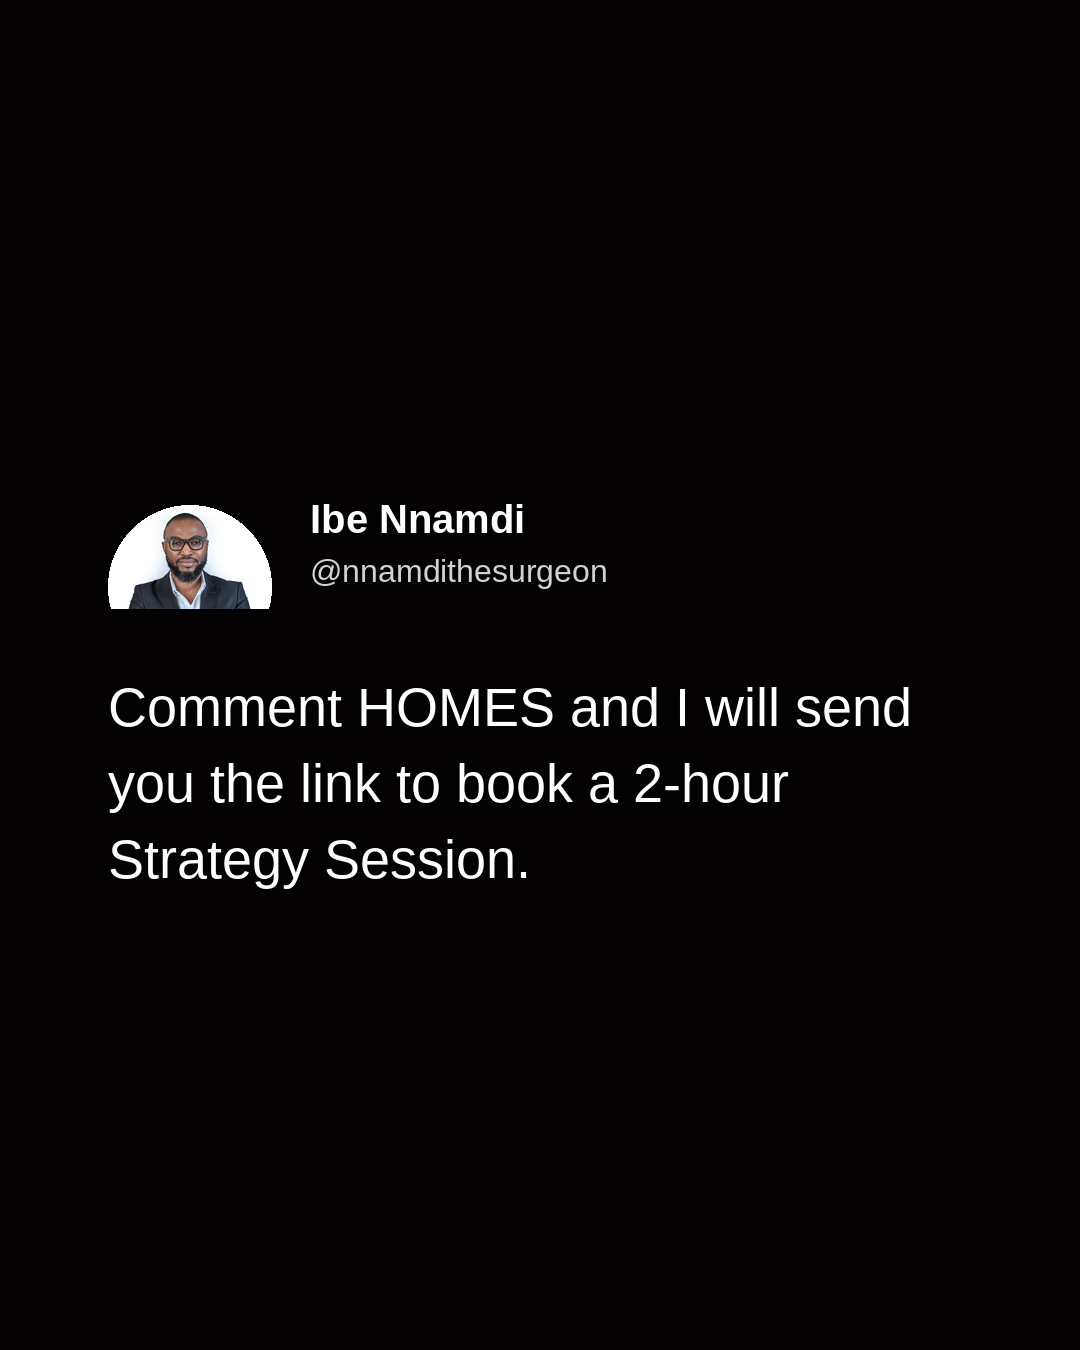 Ibe Nnamdi
@nnamdithesurgeon
Comment HOMES and I will send
you the link to book a 2-hour
Strategy Session.